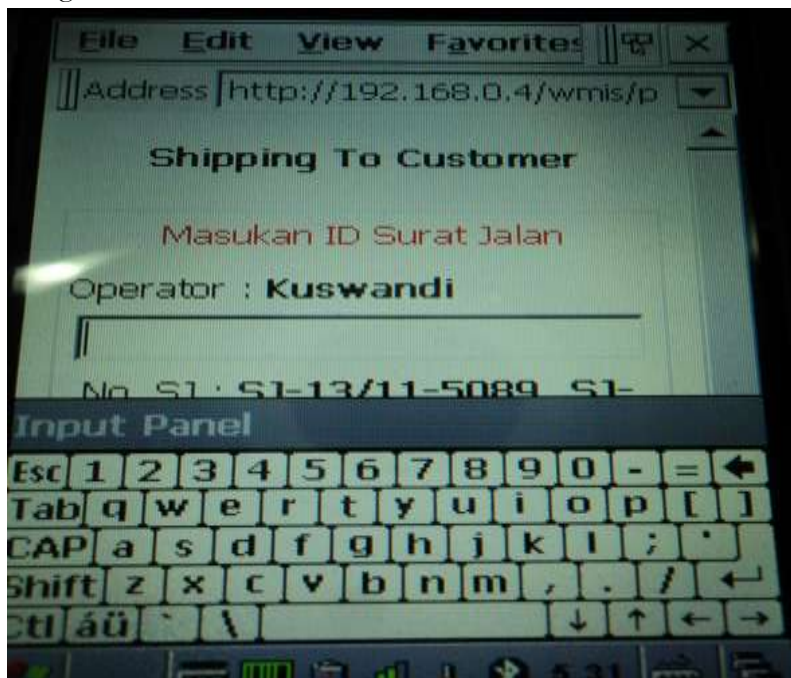 File Edit View Favorites
Address http://192.168.0.4/wmis/p
Shipping To Customer
Masukan ID Surat Jalan
Operator : Kuswandi
No SJ : SJ-13/11-5089 SJ-
Input Panel
Esc 1 2 3 4 5 6 7 8 9 0 - =
Tab q w e r t y u i o p [ ]
CAP a s d f g h j k l ; '
Shift z x c v b n m , . /
Ctl áü ` \
5:31